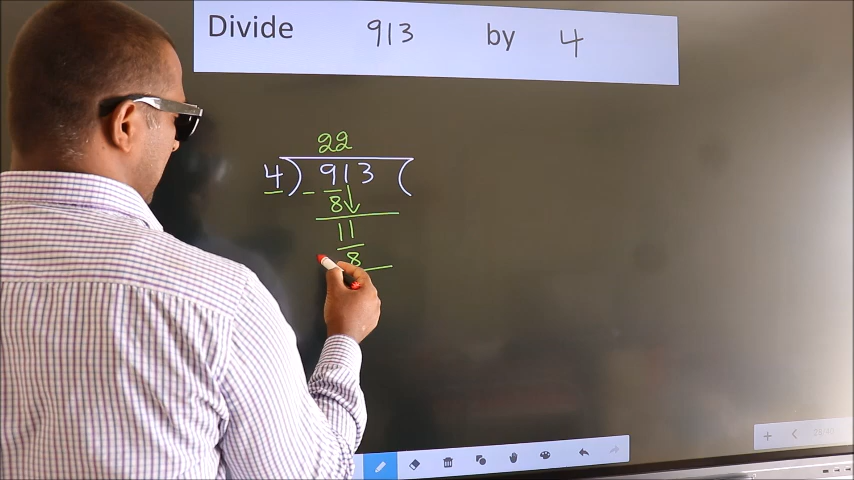 Divide 913 by 4
22
4) 913 (
- 8
11
8